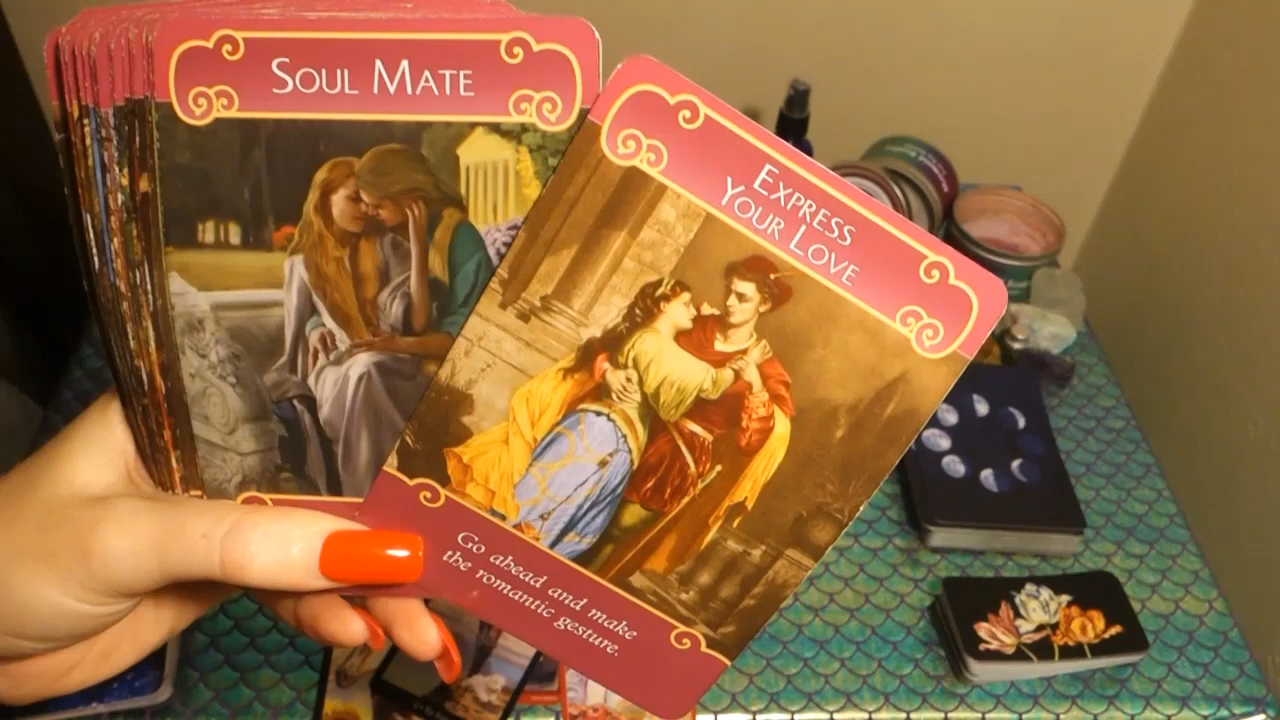 SOUL MATE
EXPRESS
YOUR LOVE
Go ahead and make
the romantic gesture.